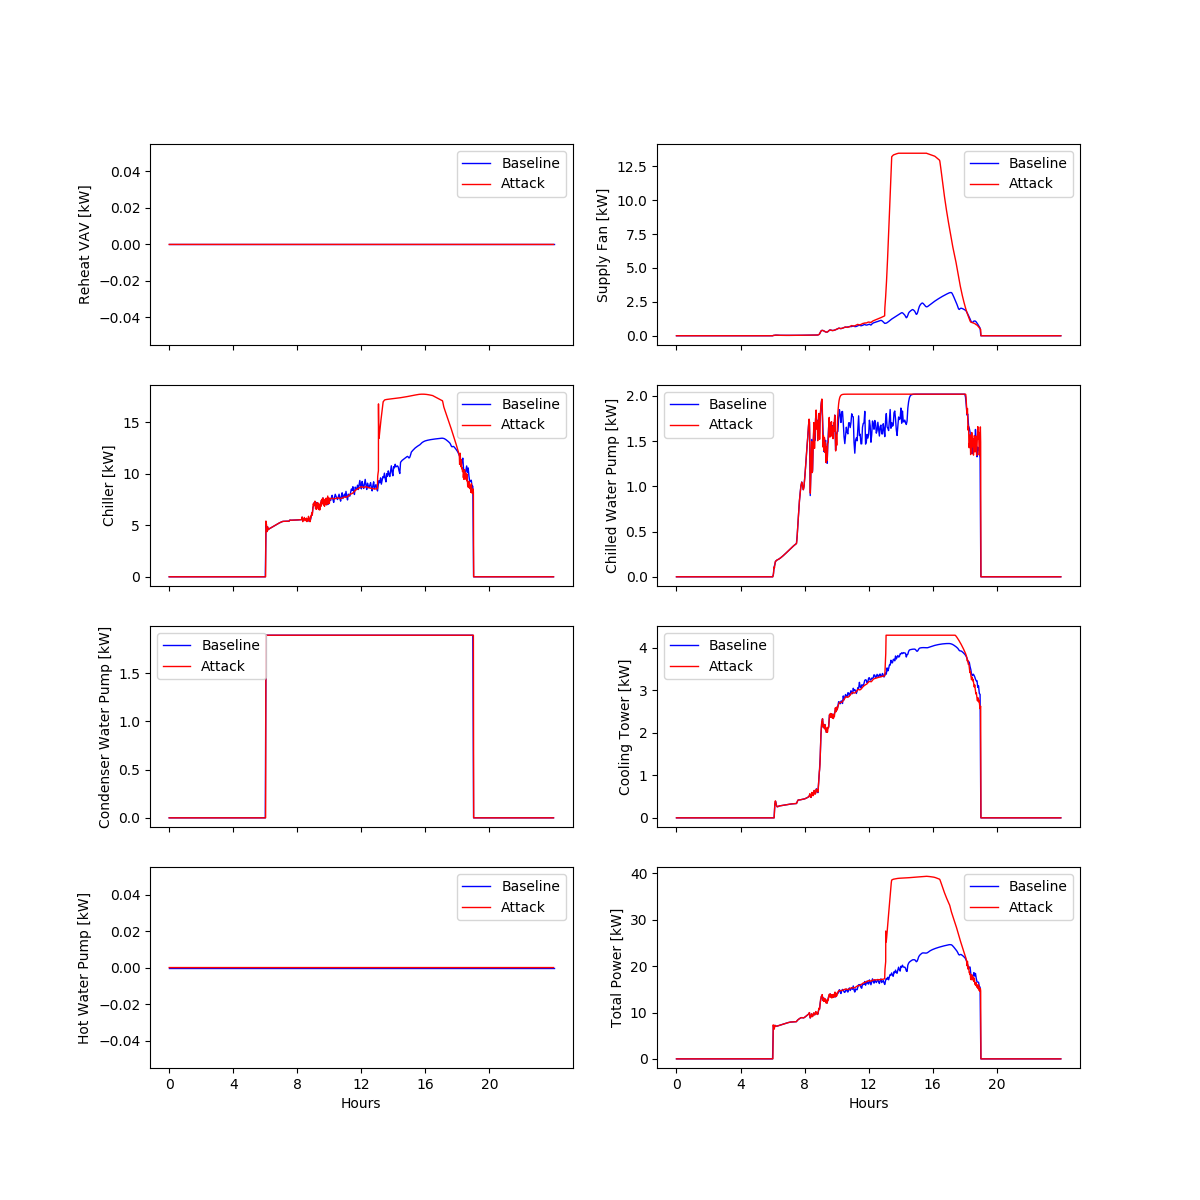 Reheat VAV [kW]
0.04
0.02
0.00
−0.02
−0.04
Baseline
Attack
Supply Fan [kW]
12.5
10.0
7.5
5.0
2.5
0.0
Baseline
Attack
Chiller [kW]
15
10
5
0
Baseline
Attack
Chilled Water Pump [kW]
2.0
1.5
1.0
0.5
0.0
Baseline
Attack
Condenser Water Pump [kW]
1.5
1.0
0.5
0.0
Baseline
Attack
Cooling Tower [kW]
4
3
2
1
0
Baseline
Attack
Hot Water Pump [kW]
0.04
0.02
0.00
−0.02
−0.04
Baseline
Attack
0 4 8 12 16 20
Hours
Total Power [kW]
40
30
20
10
0
Baseline
Attack
0 4 8 12 16 20
Hours